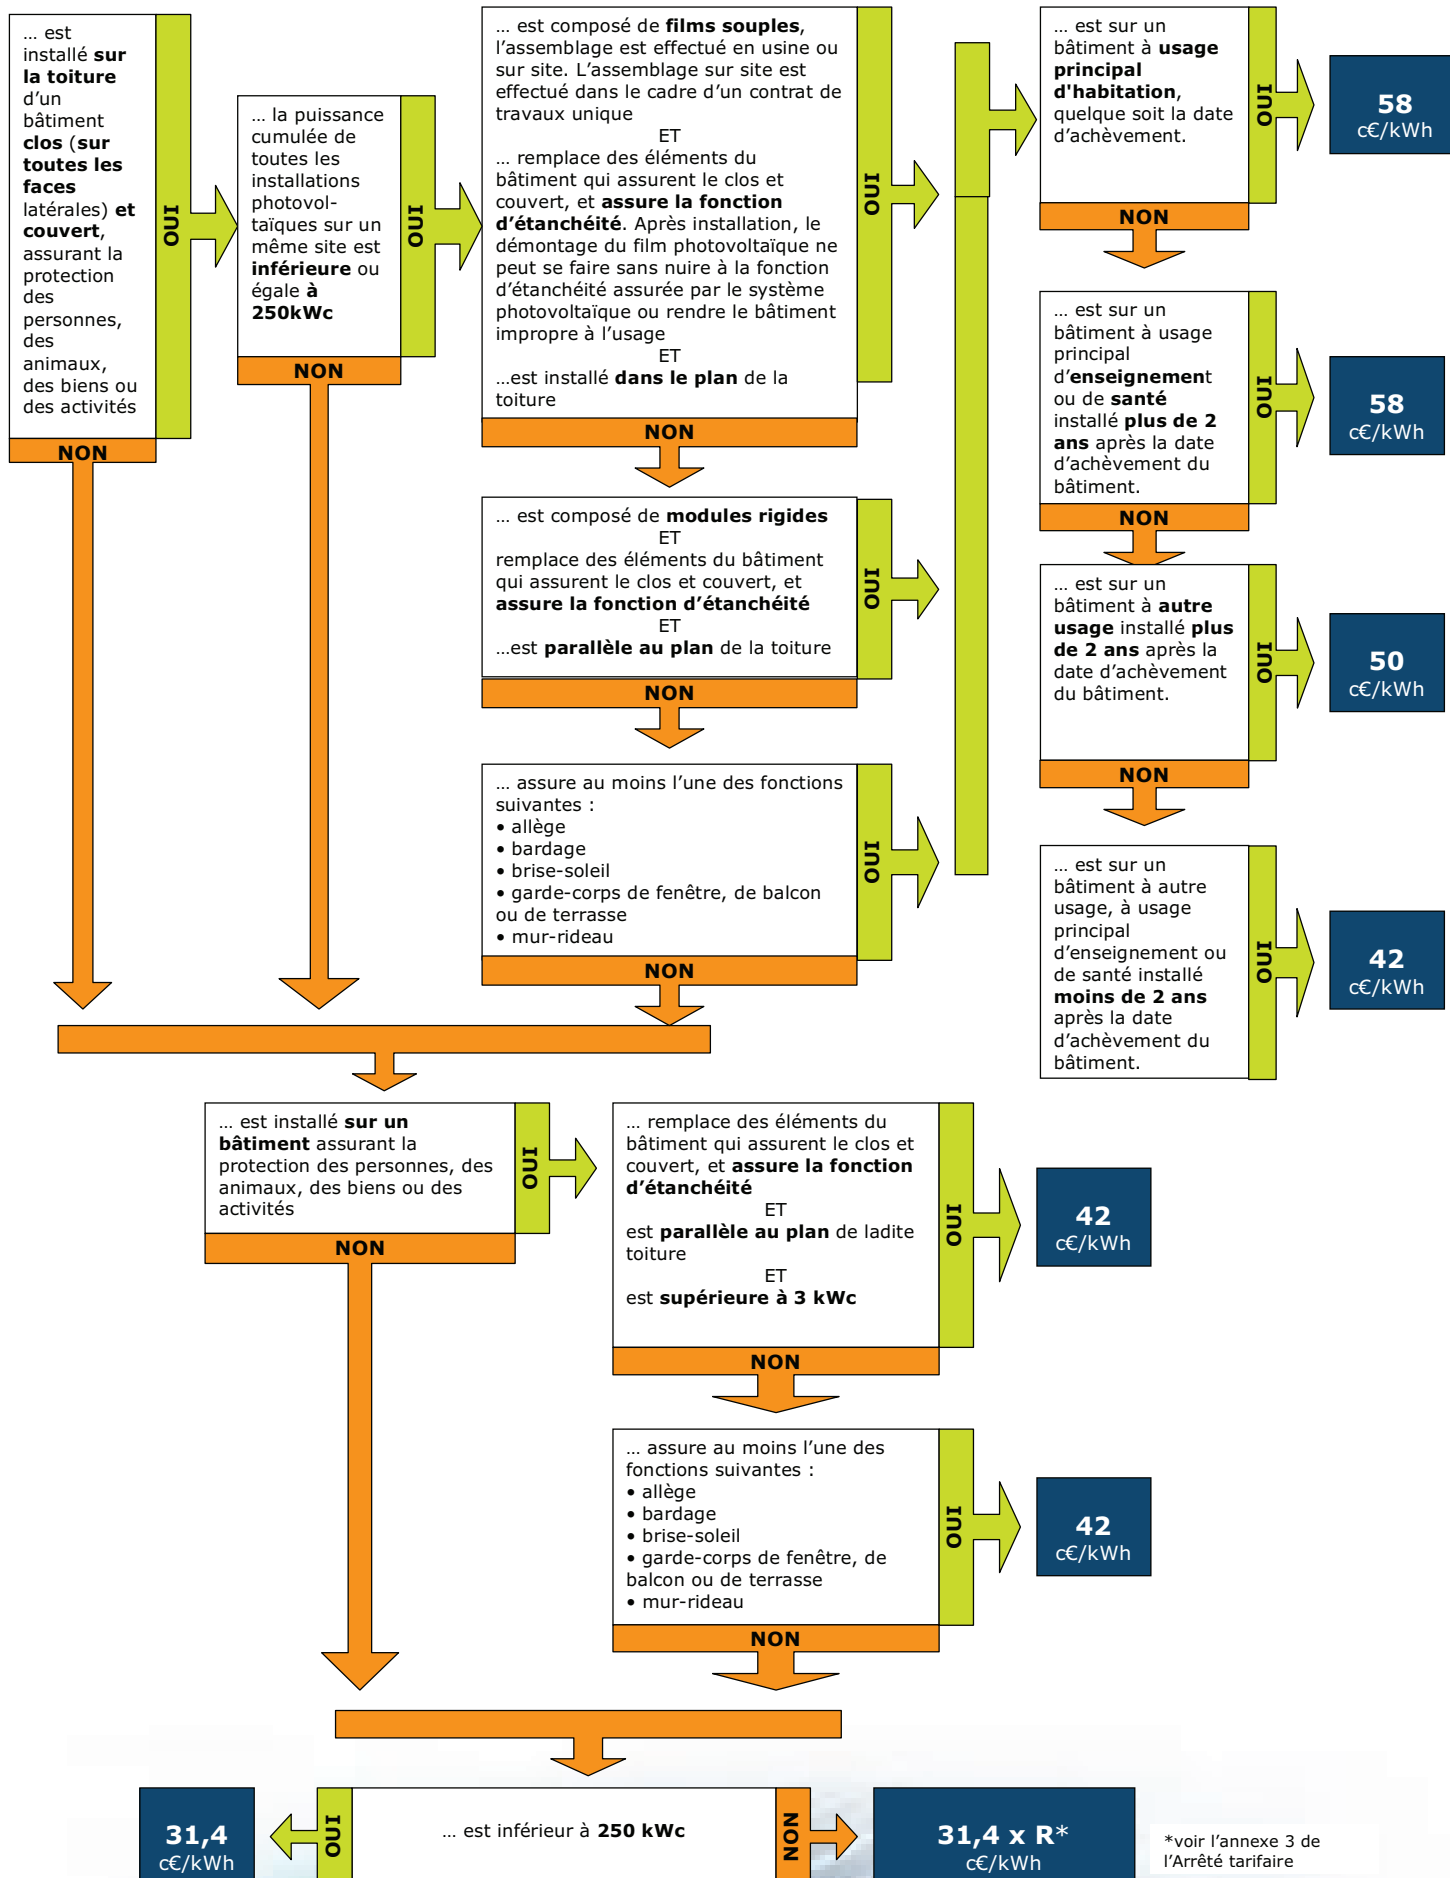 ... est
installé sur
la toiture
d'un
bâtiment
clos (sur
toutes les
faces
latérales) et
couvert,
assurant la
protection
des
personnes,
des
animaux,
des biens ou
des activités
OUI
NON
... la puissance
cumulée de
toutes les
installations
photovol-
taïques sur un
même site est
inférieure ou
égale à
250kWc
OUI
NON
... est composé de films souples,
l'assemblage est effectué en usine ou
sur site. L'assemblage sur site est
effectué dans le cadre d'un contrat de
travaux unique
ET
... remplace des éléments du
bâtiment qui assurent le clos et
couvert, et assure la fonction
d'étanchéité. Après installation, le
démontage du film photovoltaïque ne
peut se faire sans nuire à la fonction
d'étanchéité assurée par le système
photovoltaïque ou rendre le bâtiment
impropre à l'usage
ET
...est installé dans le plan de la
toiture
OUI
NON
... est composé de modules rigides
ET
remplace des éléments du bâtiment
qui assurent le clos et couvert, et
assure la fonction d'étanchéité
ET
...est parallèle au plan de la toiture
OUI
NON
... assure au moins l'une des fonctions
suivantes :
• allège
• bardage
• brise-soleil
• garde-corps de fenêtre, de balcon
ou de terrasse
• mur-rideau
OUI
NON
... est sur un
bâtiment à usage
principal
d'habitation,
quelque soit la date
d'achèvement.
OUI
58
c€/kWh
NON
... est sur un
bâtiment à usage
principal
d'enseignement
ou de santé
installé plus de 2
ans après la date
d'achèvement du
bâtiment.
OUI
58
c€/kWh
NON
... est sur un
bâtiment à autre
usage installé plus
de 2 ans après la
date d'achèvement
du bâtiment.
OUI
50
c€/kWh
NON
... est sur un
bâtiment à autre
usage, à usage
principal
d'enseignement ou
de santé installé
moins de 2 ans
après la date
d'achèvement du
bâtiment.
OUI
42
c€/kWh
... est installé sur un
bâtiment assurant la
protection des personnes, des
animaux, des biens ou des
activités
OUI
NON
... remplace des éléments du
bâtiment qui assurent le clos et
couvert, et assure la fonction
d'étanchéité
ET
est parallèle au plan de ladite
toiture
ET
est supérieure à 3 kWc
OUI
42
c€/kWh
NON
... assure au moins l'une des
fonctions suivantes :
• allège
• bardage
• brise-soleil
• garde-corps de fenêtre, de
balcon ou de terrasse
• mur-rideau
OUI
42
c€/kWh
NON
31,4
c€/kWh
OUI
... est inférieur à 250 kWc
NON
31,4 x R*
c€/kWh
*voir l'annexe 3 de
l'Arrêté tarifaire